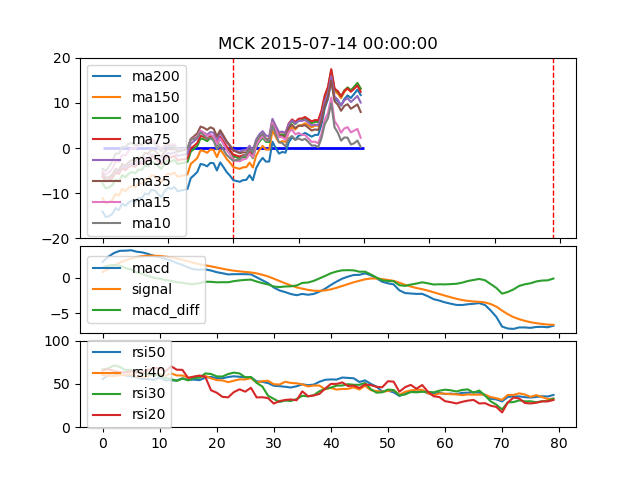 MCK 2015-07-14 00:00:00
20
10
0
−10
−20
ma200
ma150
ma100
ma75
ma50
ma35
ma15
ma10
0
−5
macd
signal
macd_diff
100
50
0
rsi50
rsi40
rsi30
rsi20
0 10 20 30 40 50 60 70 80